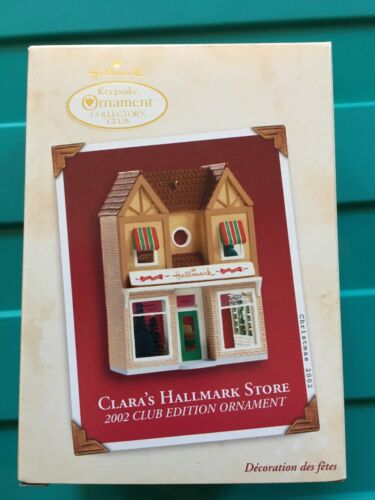 Hallmark
Keepsake
Ornament
COLLECTOR'S
CLUB
Hallmark
CLARA'S HALLMARK STORE
2002 CLUB EDITION ORNAMENT
Christmas 2002
Décoration des fêtes